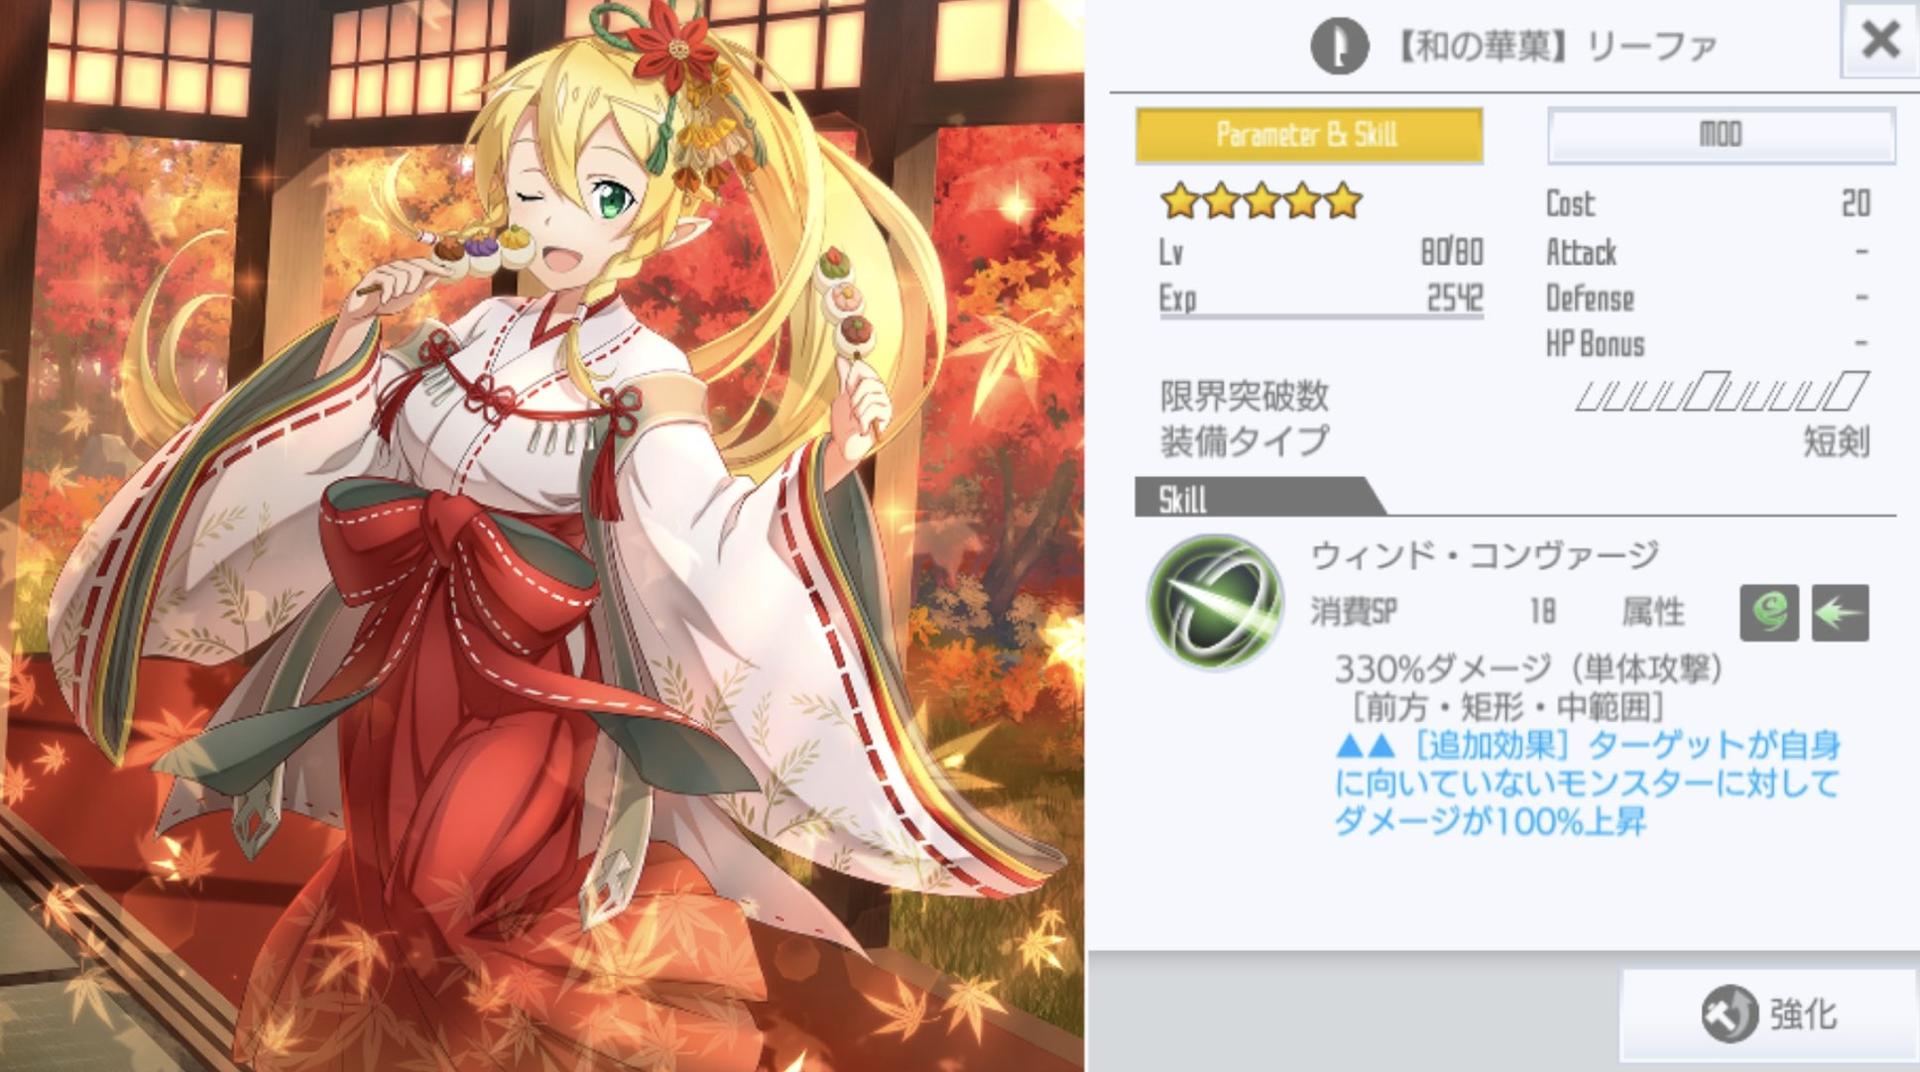 【和の華菓】リーファ
Parameter & Skill
MOD
Lv 80/80
Exp 2542
Cost 20
Attack -
Defense -
HP Bonus -
限界突破数
装備タイプ 短剣
Skill
ウィンド・コンヴァージ
消費SP 18 属性
330%ダメージ（単体攻撃）
［前方・矩形・中範囲］
▲▲［追加効果］ターゲットが自身
に向いていないモンスターに対して
ダメージが100%上昇
強化